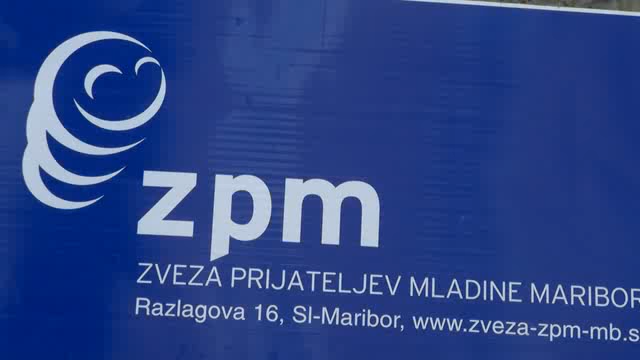 zpm
ZVEZA PRIJATELJEV MLADINE MARIBOR
Razlagova 16, SI-Maribor, www.zveza-zpm-mb.s